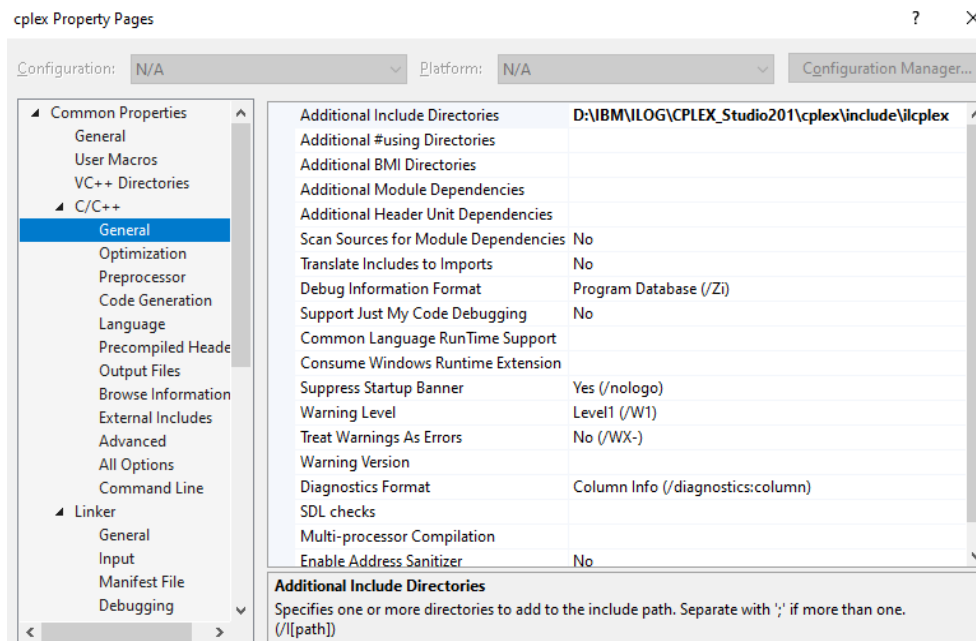 cplex Property Pages
?
Configuration: N/A Platform: N/A Configuration Manager...
Common Properties
General
User Macros
VC++ Directories
C/C++
General
Optimization
Preprocessor
Code Generation
Language
Precompiled Heade
Output Files
Browse Information
External Includes
Advanced
All Options
Command Line
Linker
General
Input
Manifest File
Debugging
Additional Include Directories D:\IBM\ILOG\CPLEX_Studio201\cplex\include\ilcplex
Additional #using Directories
Additional BMI Directories
Additional Module Dependencies
Additional Header Unit Dependencies
Scan Sources for Module Dependencies No
Translate Includes to Imports No
Debug Information Format Program Database (/Zi)
Support Just My Code Debugging No
Common Language RunTime Support
Consume Windows Runtime Extension
Suppress Startup Banner Yes (/nologo)
Warning Level Level1 (/W1)
Treat Warnings As Errors No (/WX-)
Warning Version
Diagnostics Format Column Info (/diagnostics:column)
SDL checks
Multi-processor Compilation
Enable Address Sanitizer No
Additional Include Directories
Specifies one or more directories to add to the include path. Separate with ';' if more than one.
(/I[path])